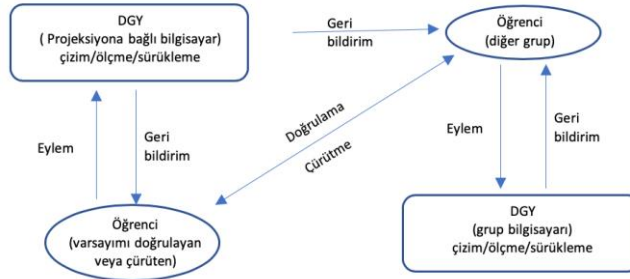 DGY
( Projeksiyona bağlı bilgisayar)
çizim/ölçme/sürükleme
Geri
bildirim
Öğrenci
(diğer grup)
Eylem
Geri
bildirim
Doğrulama
Çürütme
Eylem
Geri
bildirim
Öğrenci
(varsayımı doğrulayan
veya çürüten)
DGY
(grup bilgisayarı)
çizim/ölçme/sürükleme